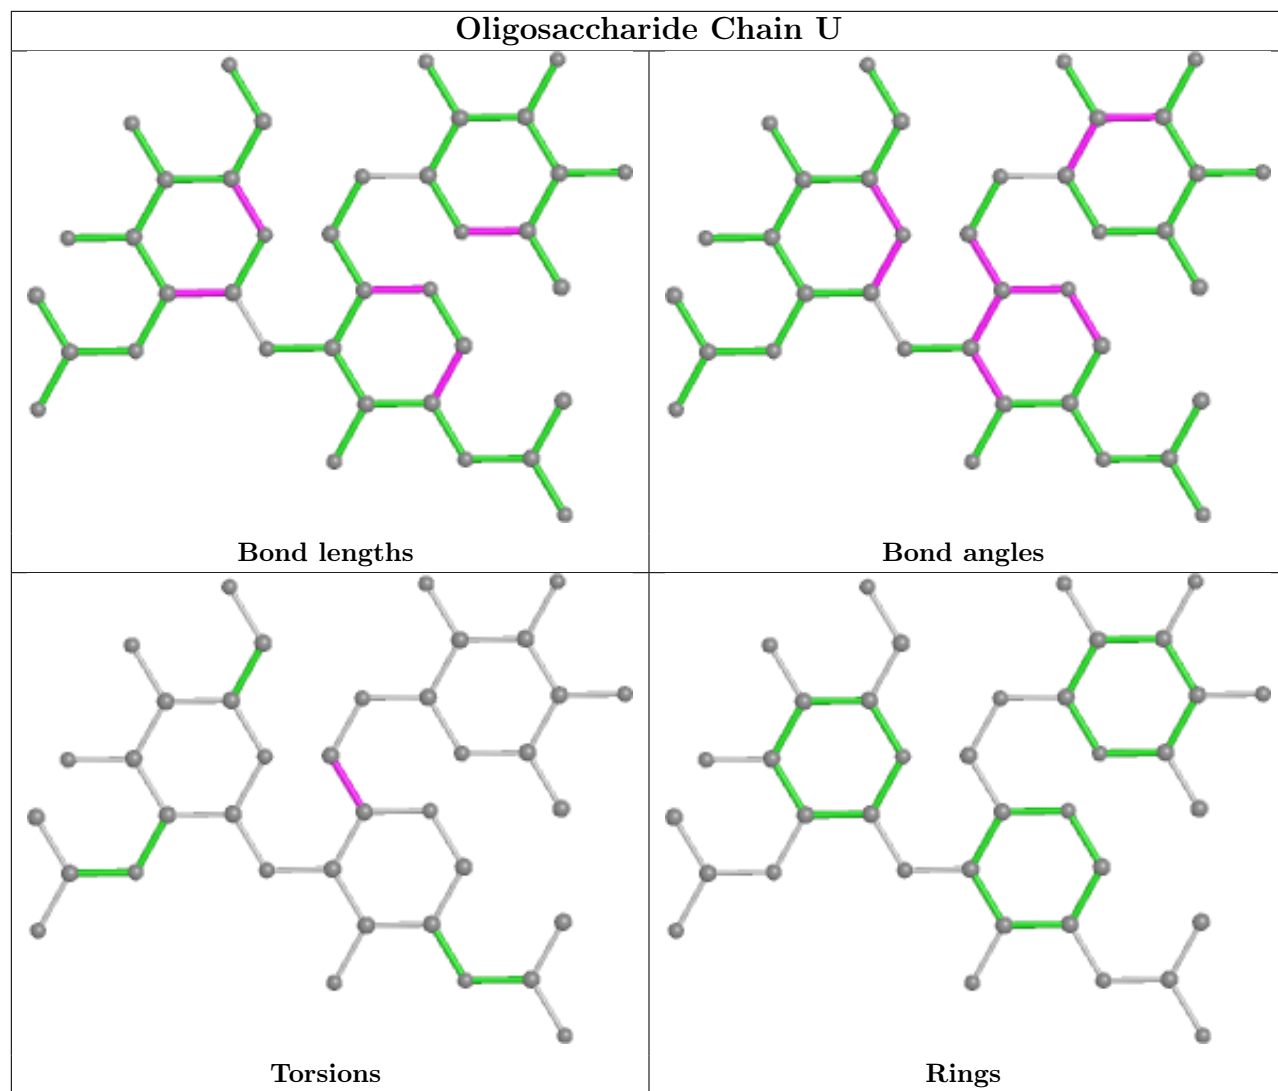 Oligosaccharide Chain U
Bond lengths
Bond angles
Torsions
Rings